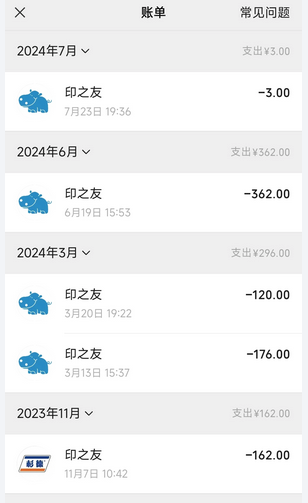 账单
常见问题
2024年7月
支出¥3.00
印之友
-3.00
7月23日 19:36
2024年6月
支出¥362.00
印之友
-362.00
6月19日 15:53
2024年3月
支出¥296.00
印之友
-120.00
3月20日 19:22
印之友
-176.00
3月13日 15:37
2023年11月
支出¥162.00
印之友
-162.00
11月7日 10:42